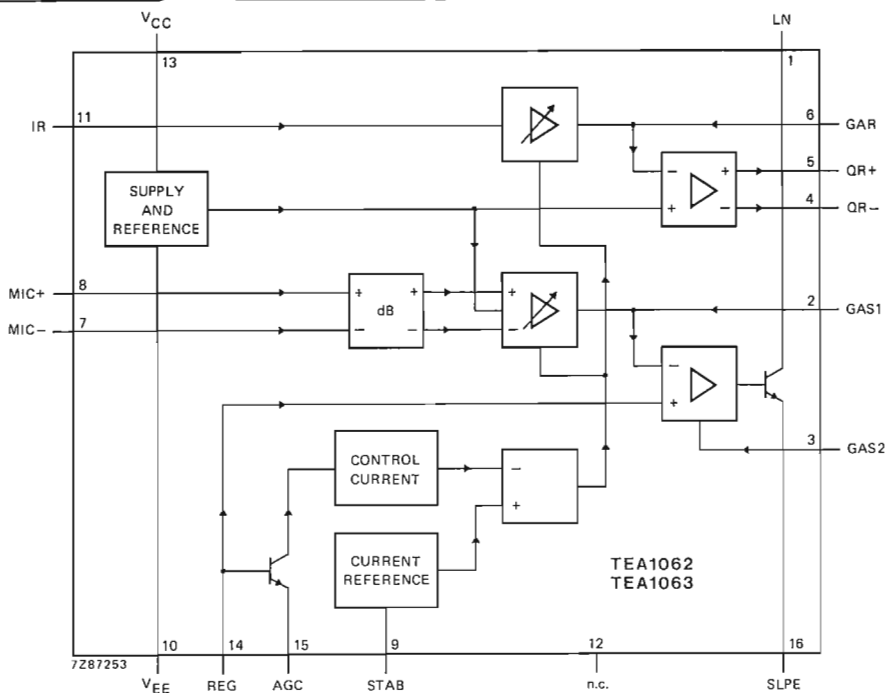 VCC
LN
13
1
IR
11
6
GAR
5
QR+
4
QR−
SUPPLY
AND
REFERENCE
− +
+ −
MIC+
8
MIC−
7
+ +
dB
− −
+
−
2
GAS1
−
+
3
GAS2
CONTROL
CURRENT
−
+
CURRENT
REFERENCE
TEA1062
TEA1063
7Z87253
10
14
15
9
12
16
VEE
REG
AGC
STAB
n.c.
SLPE